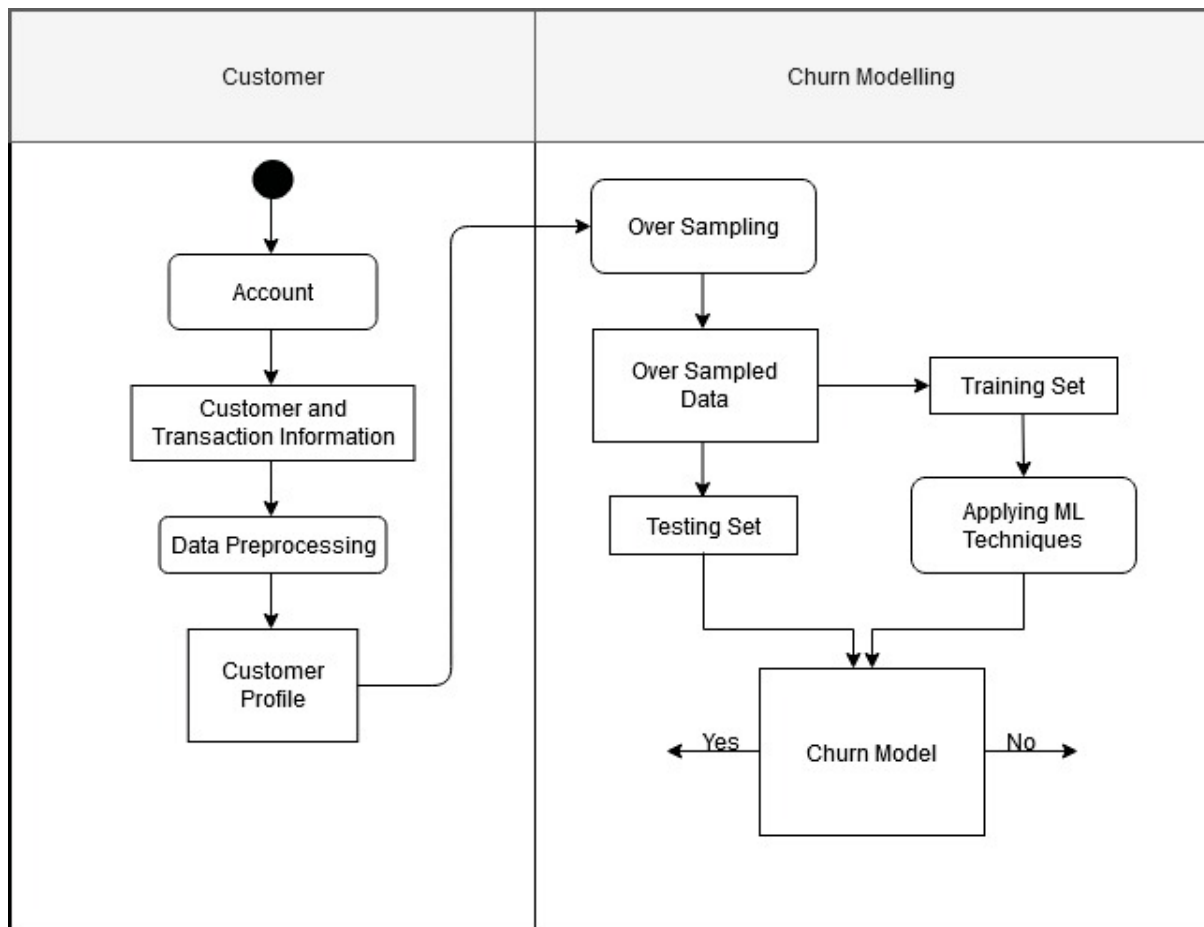 Customer
Churn Modelling
Account
Customer and
Transaction Information
Data Preprocessing
Customer
Profile
Over Sampling
Over Sampled
Data
Training Set
Testing Set
Applying ML
Techniques
Churn Model
Yes
No